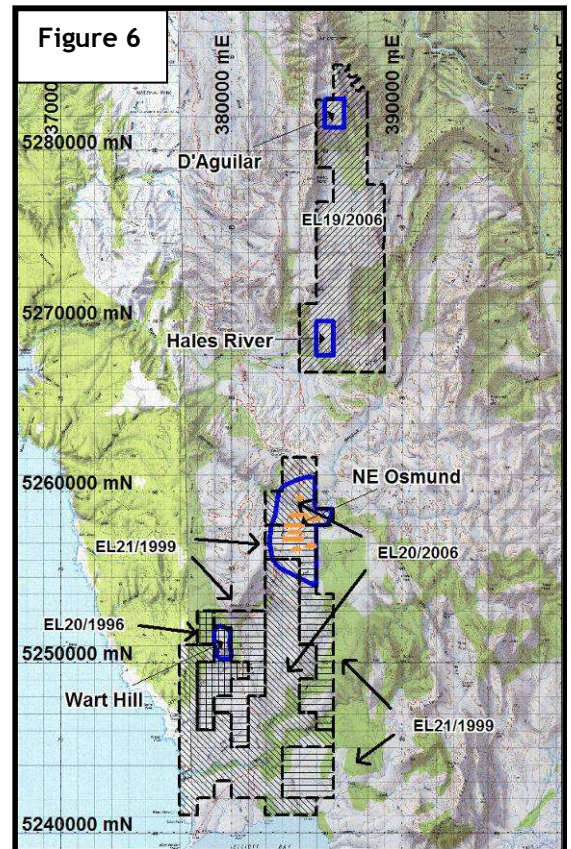 Figure 6
37000
380000 mE
390000 mE
5280000 mN
D'Aguilar
EL19/2006
5270000 mN
Hales River
5260000 mN
NE Osmund
EL21/1999
EL20/2006
EL20/1996
5250000 mN
Wart Hill
EL21/1999
5240000 mN